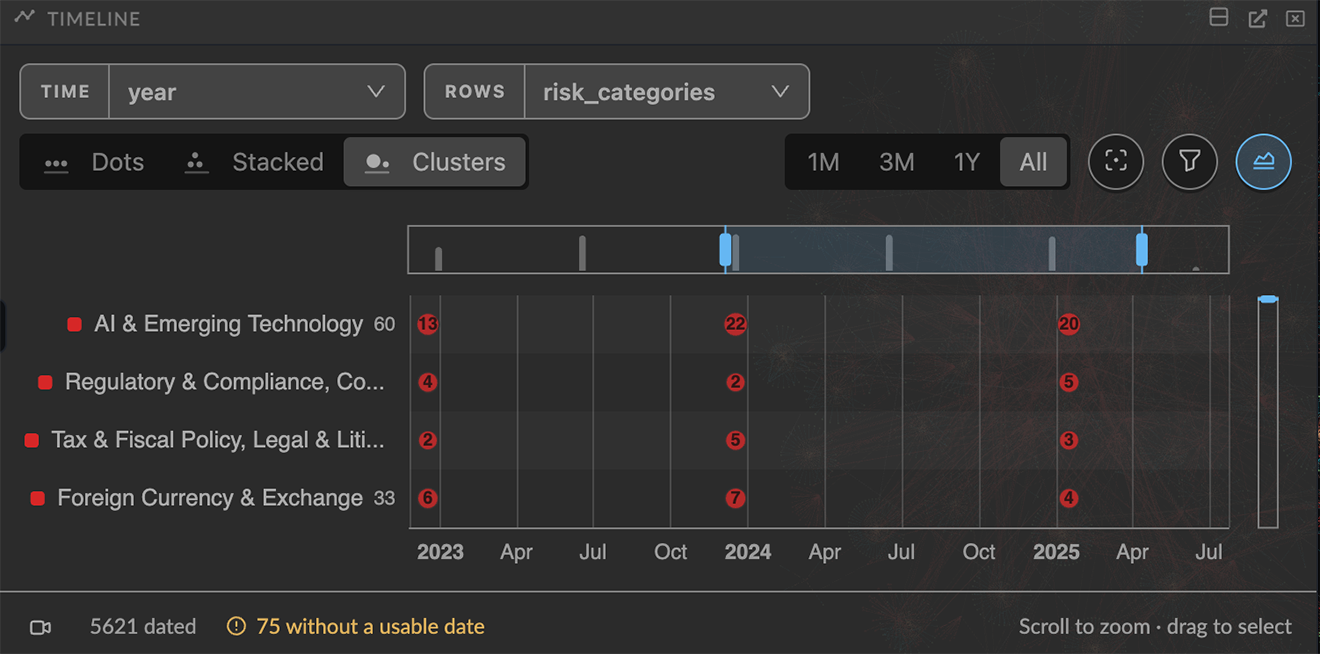 TIMELINE
TIME year ROWS risk_categories
Dots Stacked Clusters 1M 3M 1Y All
AI & Emerging Technology 60 13 22 20
Regulatory & Compliance, Co... 4 2 5
Tax & Fiscal Policy, Legal & Liti... 2 5 3
Foreign Currency & Exchange 33 6 7 4
2023 Apr Jul Oct 2024 Apr Jul Oct 2025 Apr Jul
5621 dated 75 without a usable date Scroll to zoom · drag to select